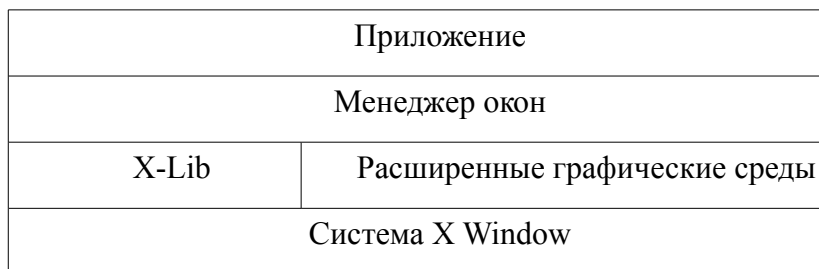 Приложение
Менеджер окон
X-Lib Расширенные графические среды
Система X Window